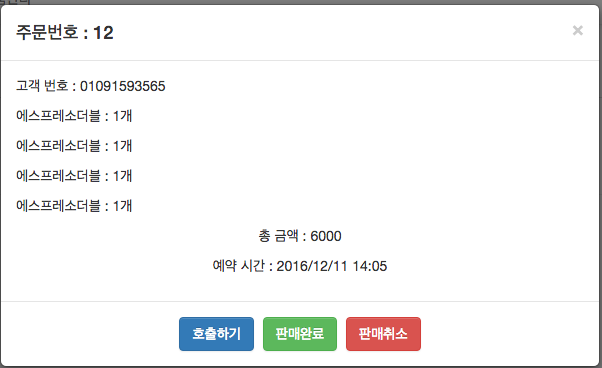 주문번호 : 12
×
고객 번호 : 01091593565
에스프레소더블 : 1개
에스프레소더블 : 1개
에스프레소더블 : 1개
에스프레소더블 : 1개
총 금액 : 6000
예약 시간 : 2016/12/11 14:05
호출하기 판매완료 판매취소